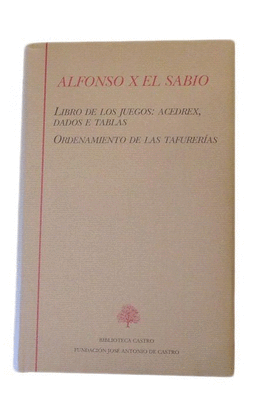 ALFONSO X EL SABIO
LIBRO DE LOS JUEGOS: ACEDREX,
DADOS E TABLAS
ORDENAMIENTO DE LAS TAFURERÍAS
BIBLIOTECA CASTRO
FUNDACIÓN JOSÉ ANTONIO DE CASTRO